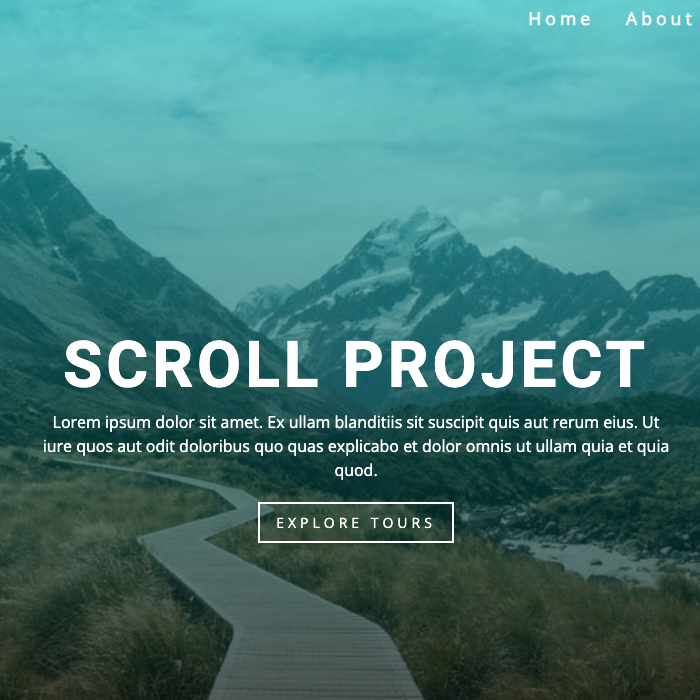 Home About
SCROLL PROJECT
Lorem ipsum dolor sit amet. Ex ullam blanditiis sit suscipit quis aut rerum eius. Ut
iure quos aut odit doloribus quo quas explicabo et dolor omnis ut ullam quia et quia
quod.
EXPLORE TOURS